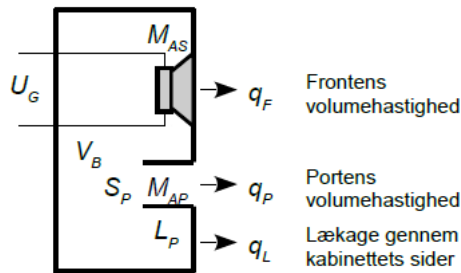 M_AS
U_G
q_F
Frontens
volumehastighed
V_B
S_P
M_AP
q_P
Portens
volumehastighed
L_P
q_L
Lækage gennem
kabinettets sider